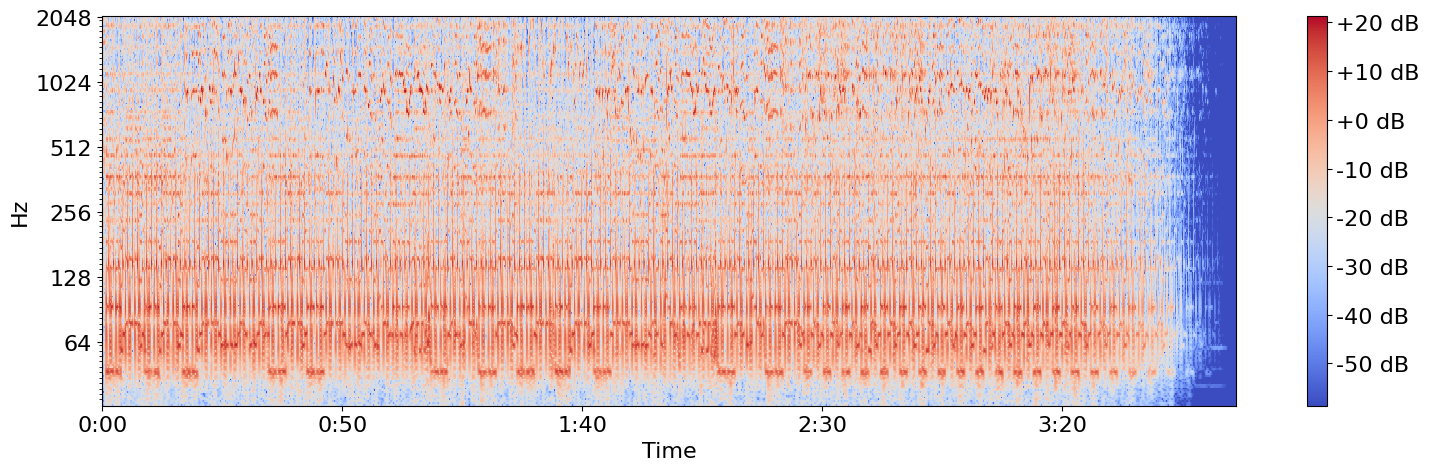 2048
1024
512
256
128
64
Hz
0:00
0:50
1:40
2:30
3:20
Time
+20 dB
+10 dB
+0 dB
-10 dB
-20 dB
-30 dB
-40 dB
-50 dB